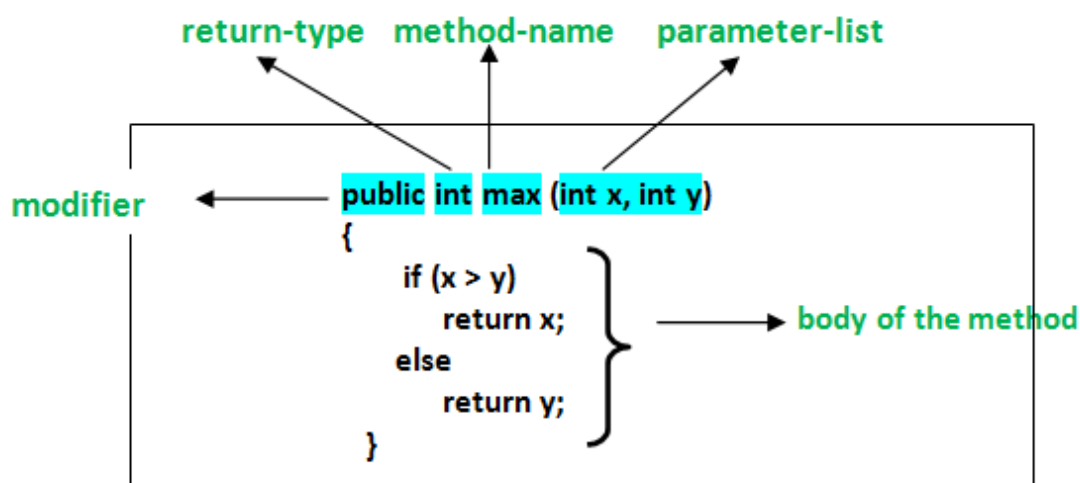 return-type method-name parameter-list
modifier
public int max (int x, int y)
{
if (x > y)
return x;
else
return y;
}
body of the method